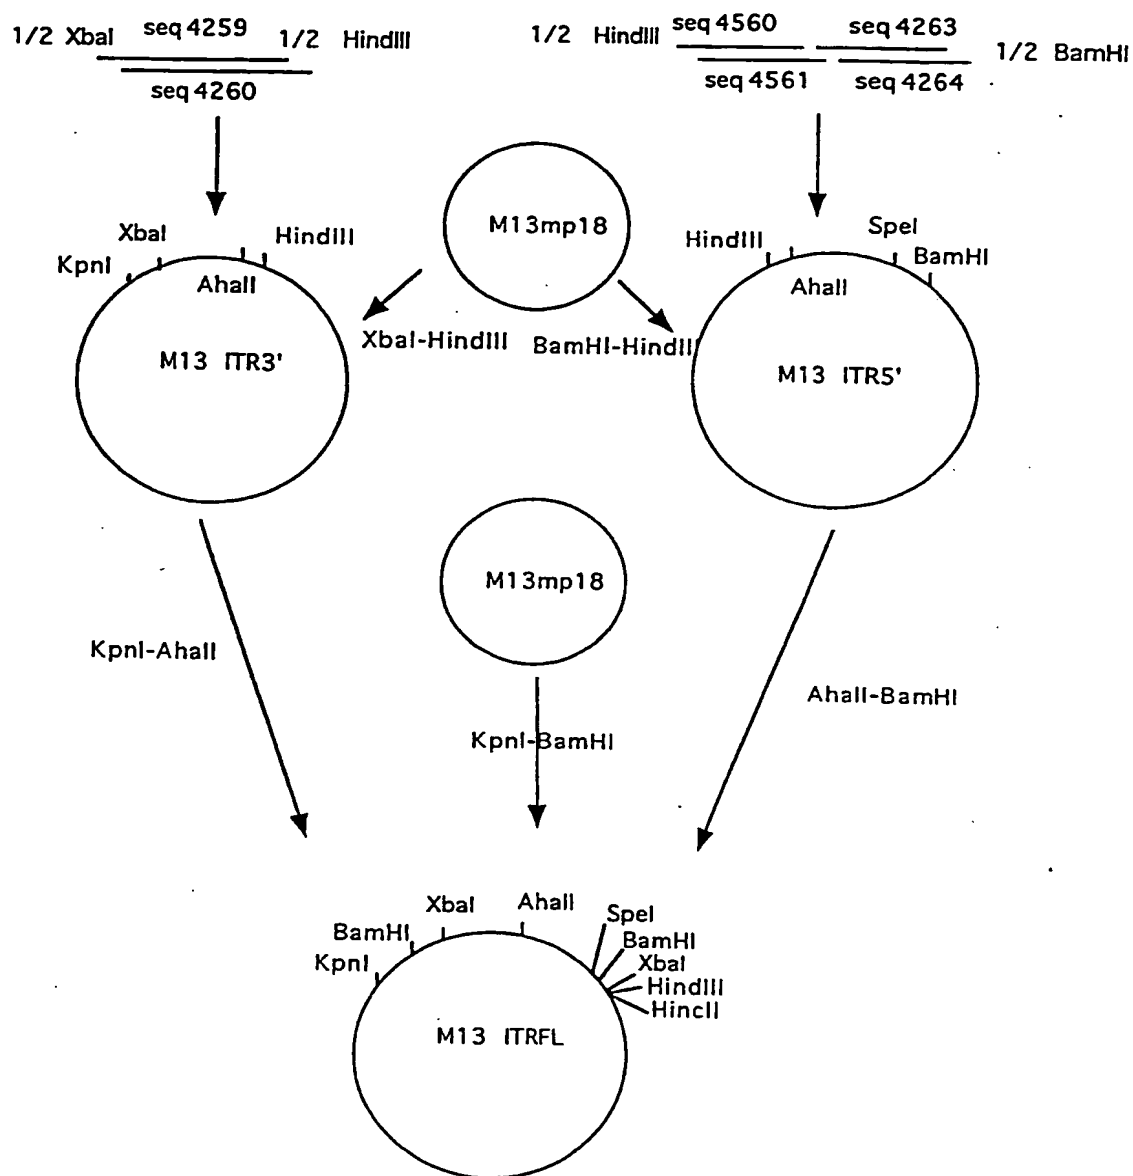 1/2 XbaI seq 4259 1/2 HindIII
seq 4260
1/2 HindIII seq 4560 seq 4263 1/2 BamHI
seq 4561 seq 4264
M13mp18
KpnI XbaI AhaII HindIII
M13 ITR3'
XbaI-HindIII
BamHI-HindIII
HindIII AhaII SpeI BamHI
M13 ITR5'
M13mp18
KpnI-AhaII
KpnI-BamHI
AhaII-BamHI
KpnI BamHI XbaI AhaII SpeI
BamHI
XbaI
HindIII
HincII
M13 ITRFL